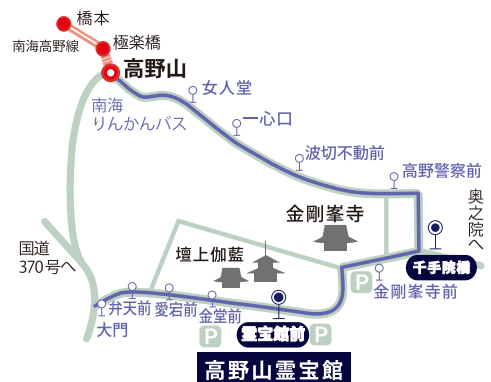 橋本
南海高野線
極楽橋
高野山
女人堂
南海
りんかんバス
一心口
波切不動前
高野警察前
奥之院へ
金剛峯寺
国道
370号へ
壇上伽藍
千手院橋
P
金剛峯寺前
弁天前
愛宕前
金堂前
大門
P
霊宝館前
P
高野山霊宝館